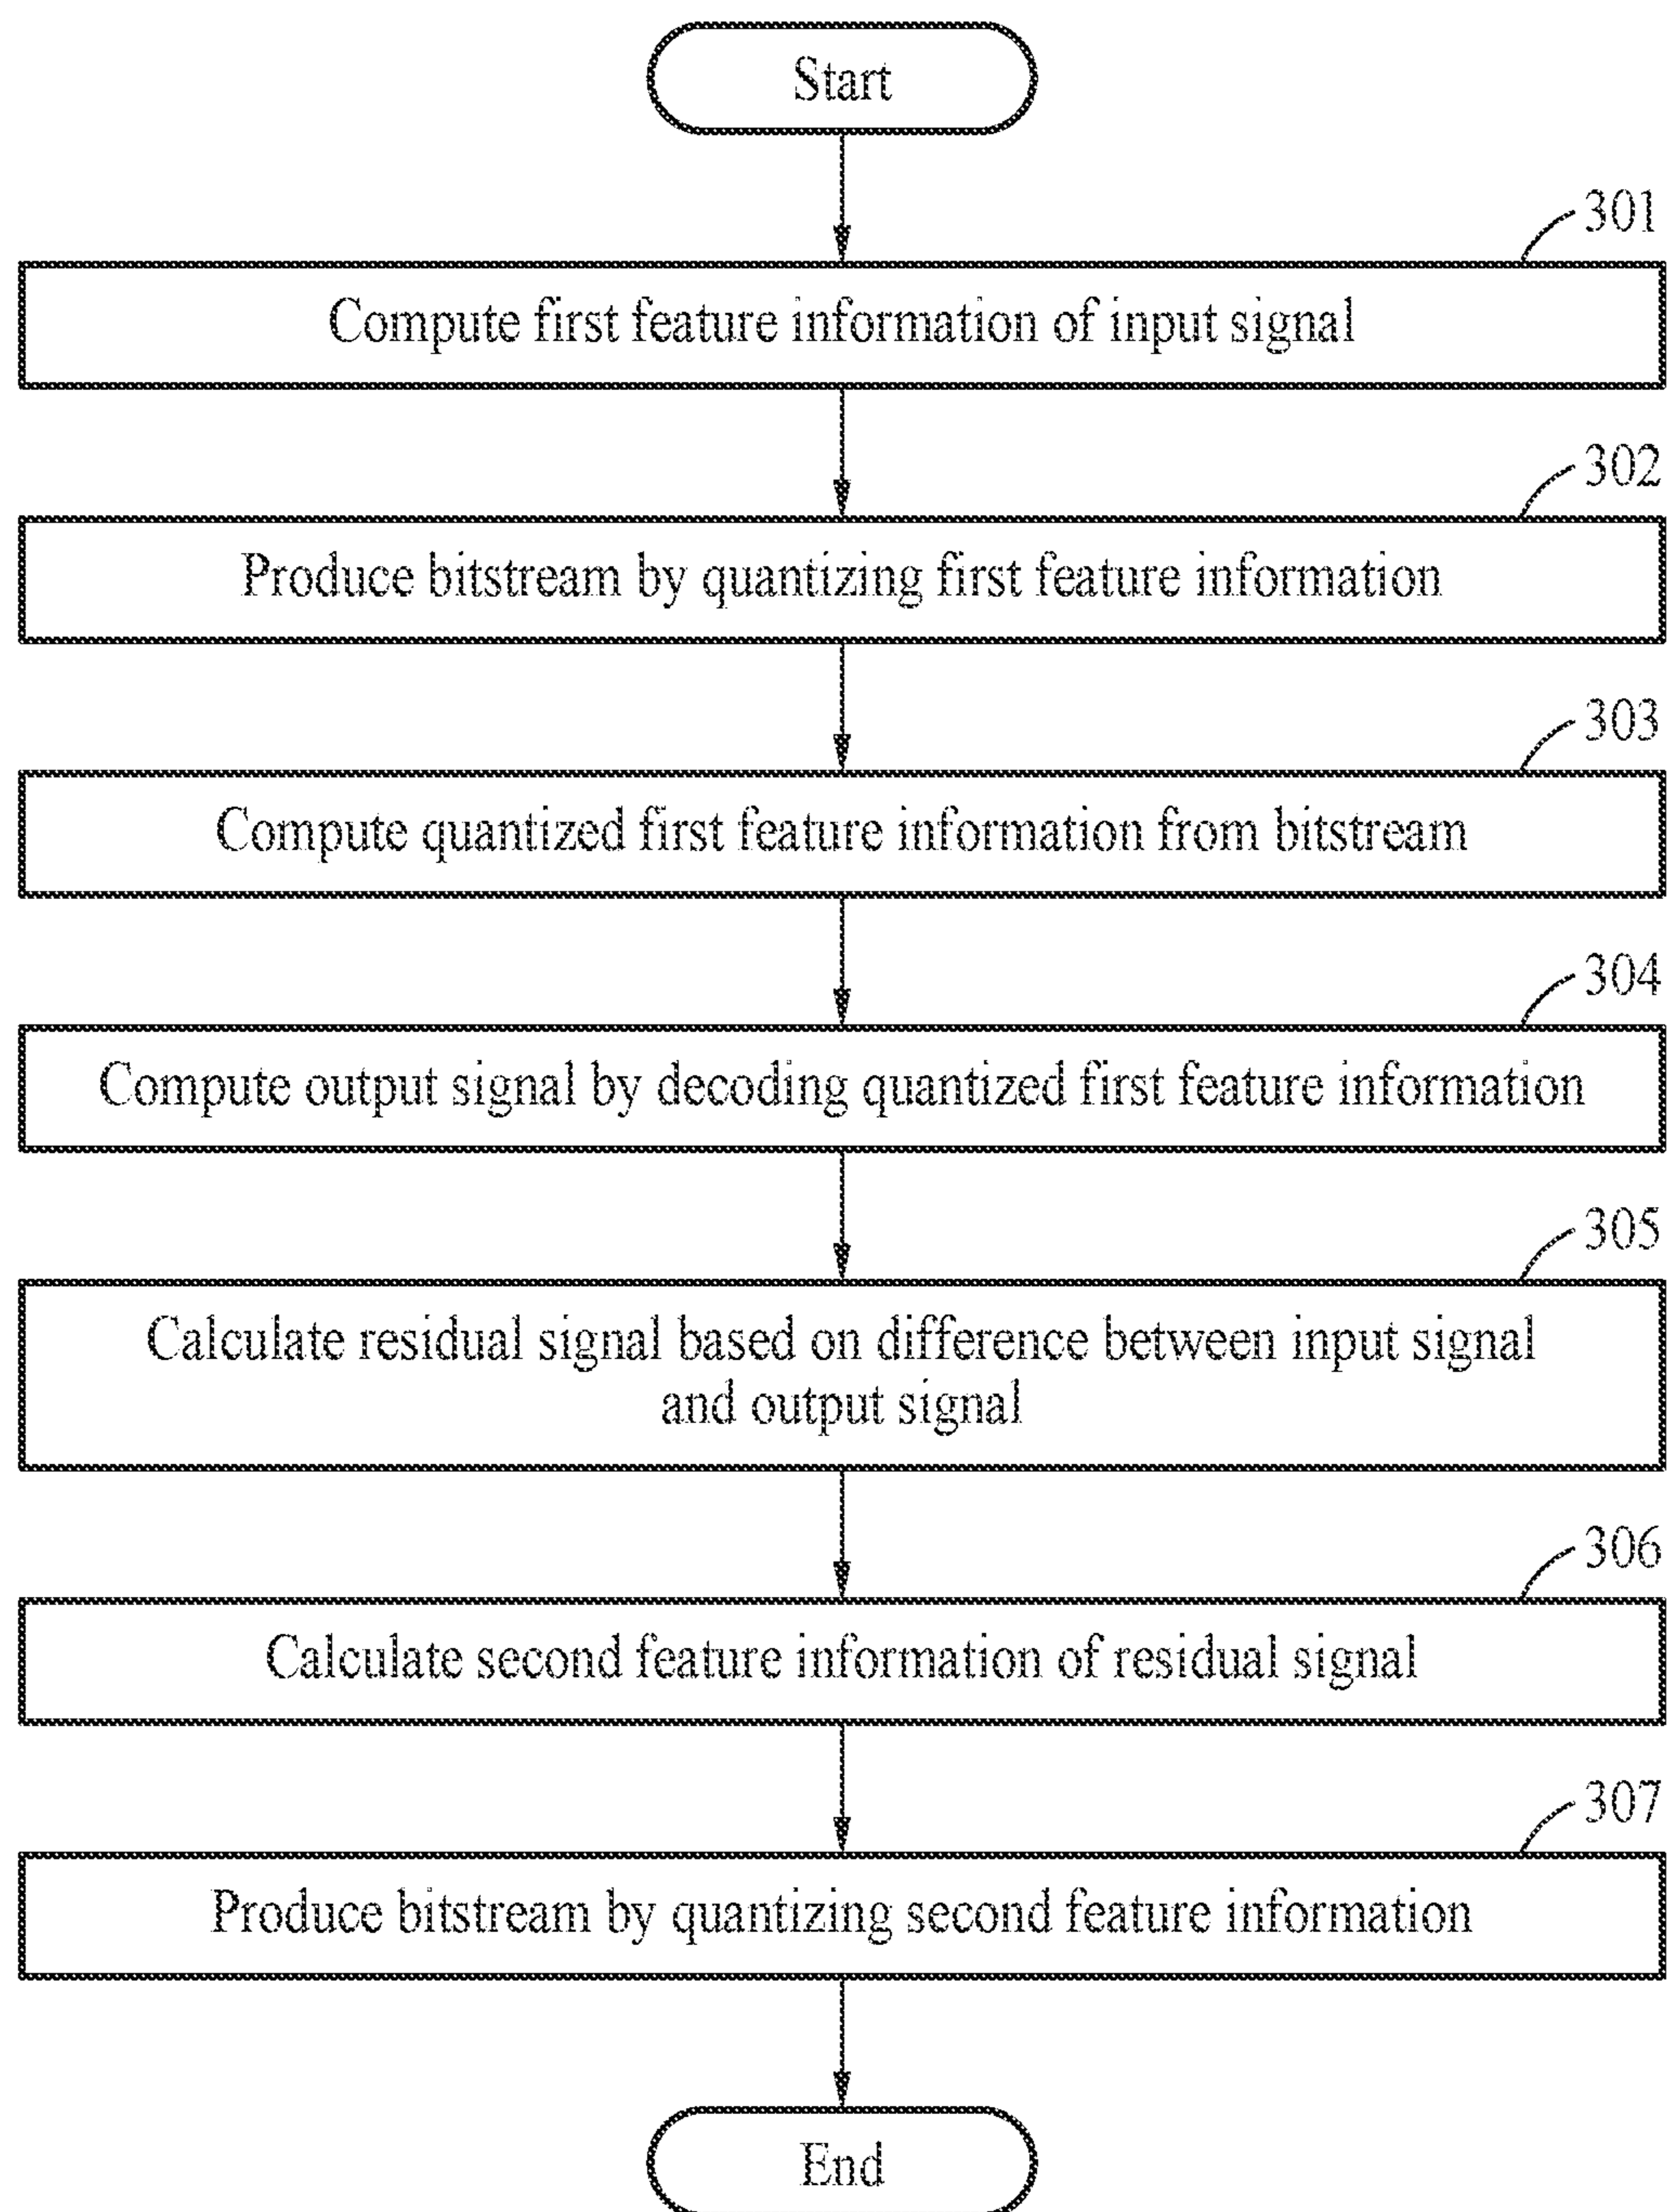 Start
301
Compute first feature information of input signal
302
Produce bitstream by quantizing first feature information
303
Compute quantized first feature information from bitstream
304
Compute output signal by decoding quantized first feature information
305
Calculate residual signal based on difference between input signal
and output signal
306
Calculate second feature information of residual signal
307
Produce bitstream by quantizing second feature information
End